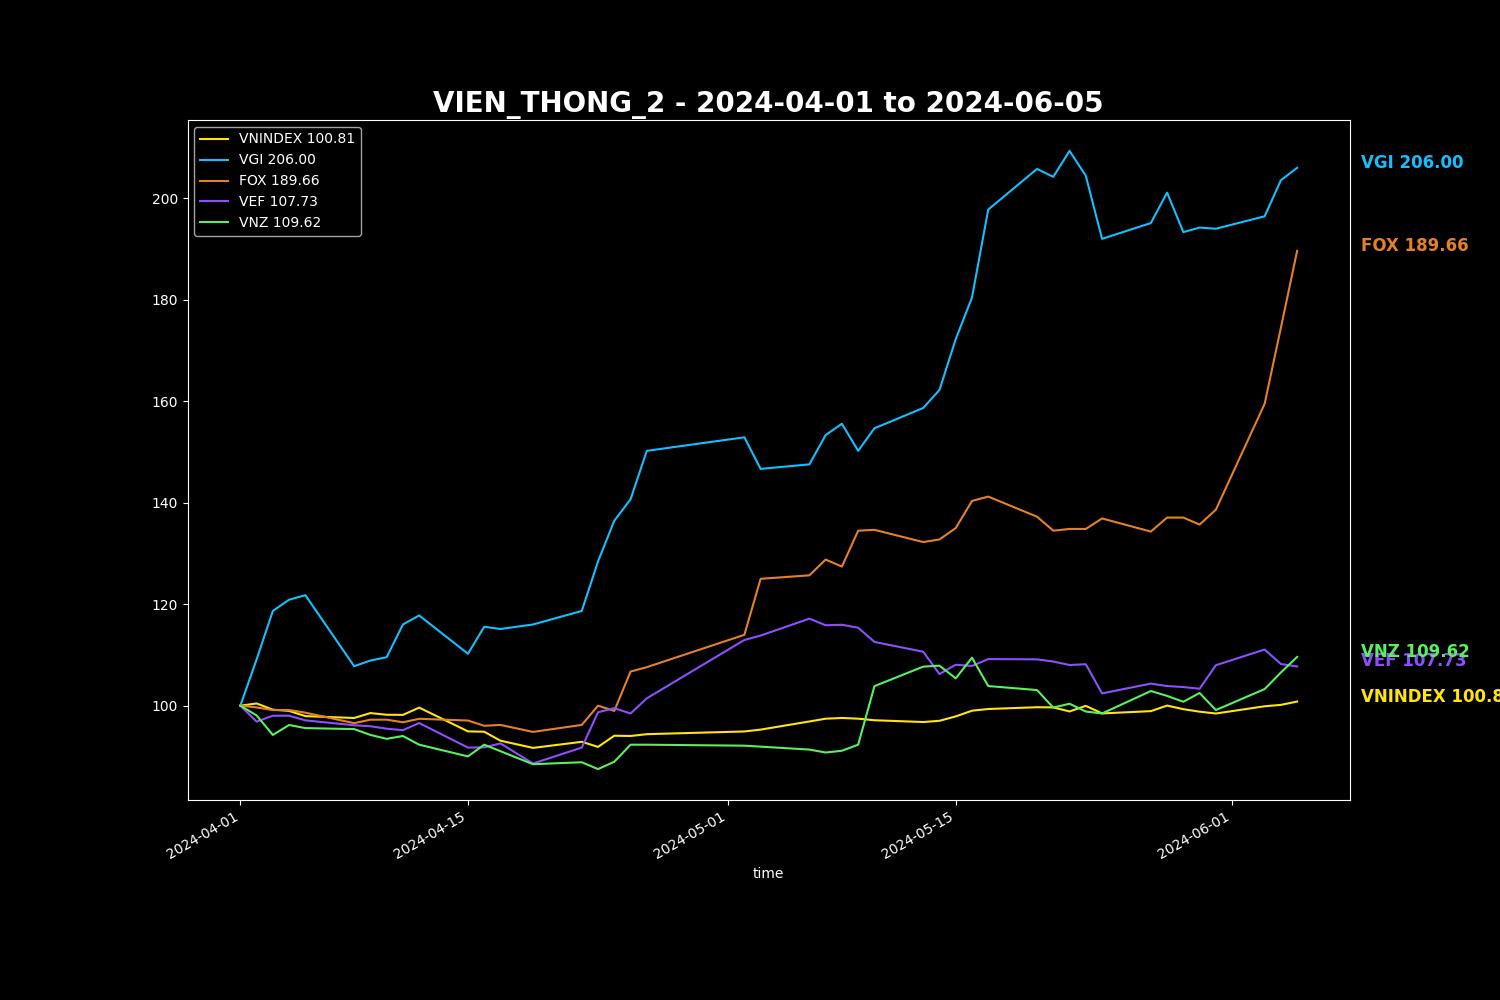 VIEN_THONG_2 - 2024-04-01 to 2024-06-05
VNINDEX 100.81
VGI 206.00
FOX 189.66
VEF 107.73
VNZ 109.62
VGI 206.00
FOX 189.66
VNZ 109.62
VEF 107.73
VNINDEX 100.8
200
180
160
140
120
100
2024-04-01
2024-04-15
2024-05-01
2024-05-15
2024-06-01
time